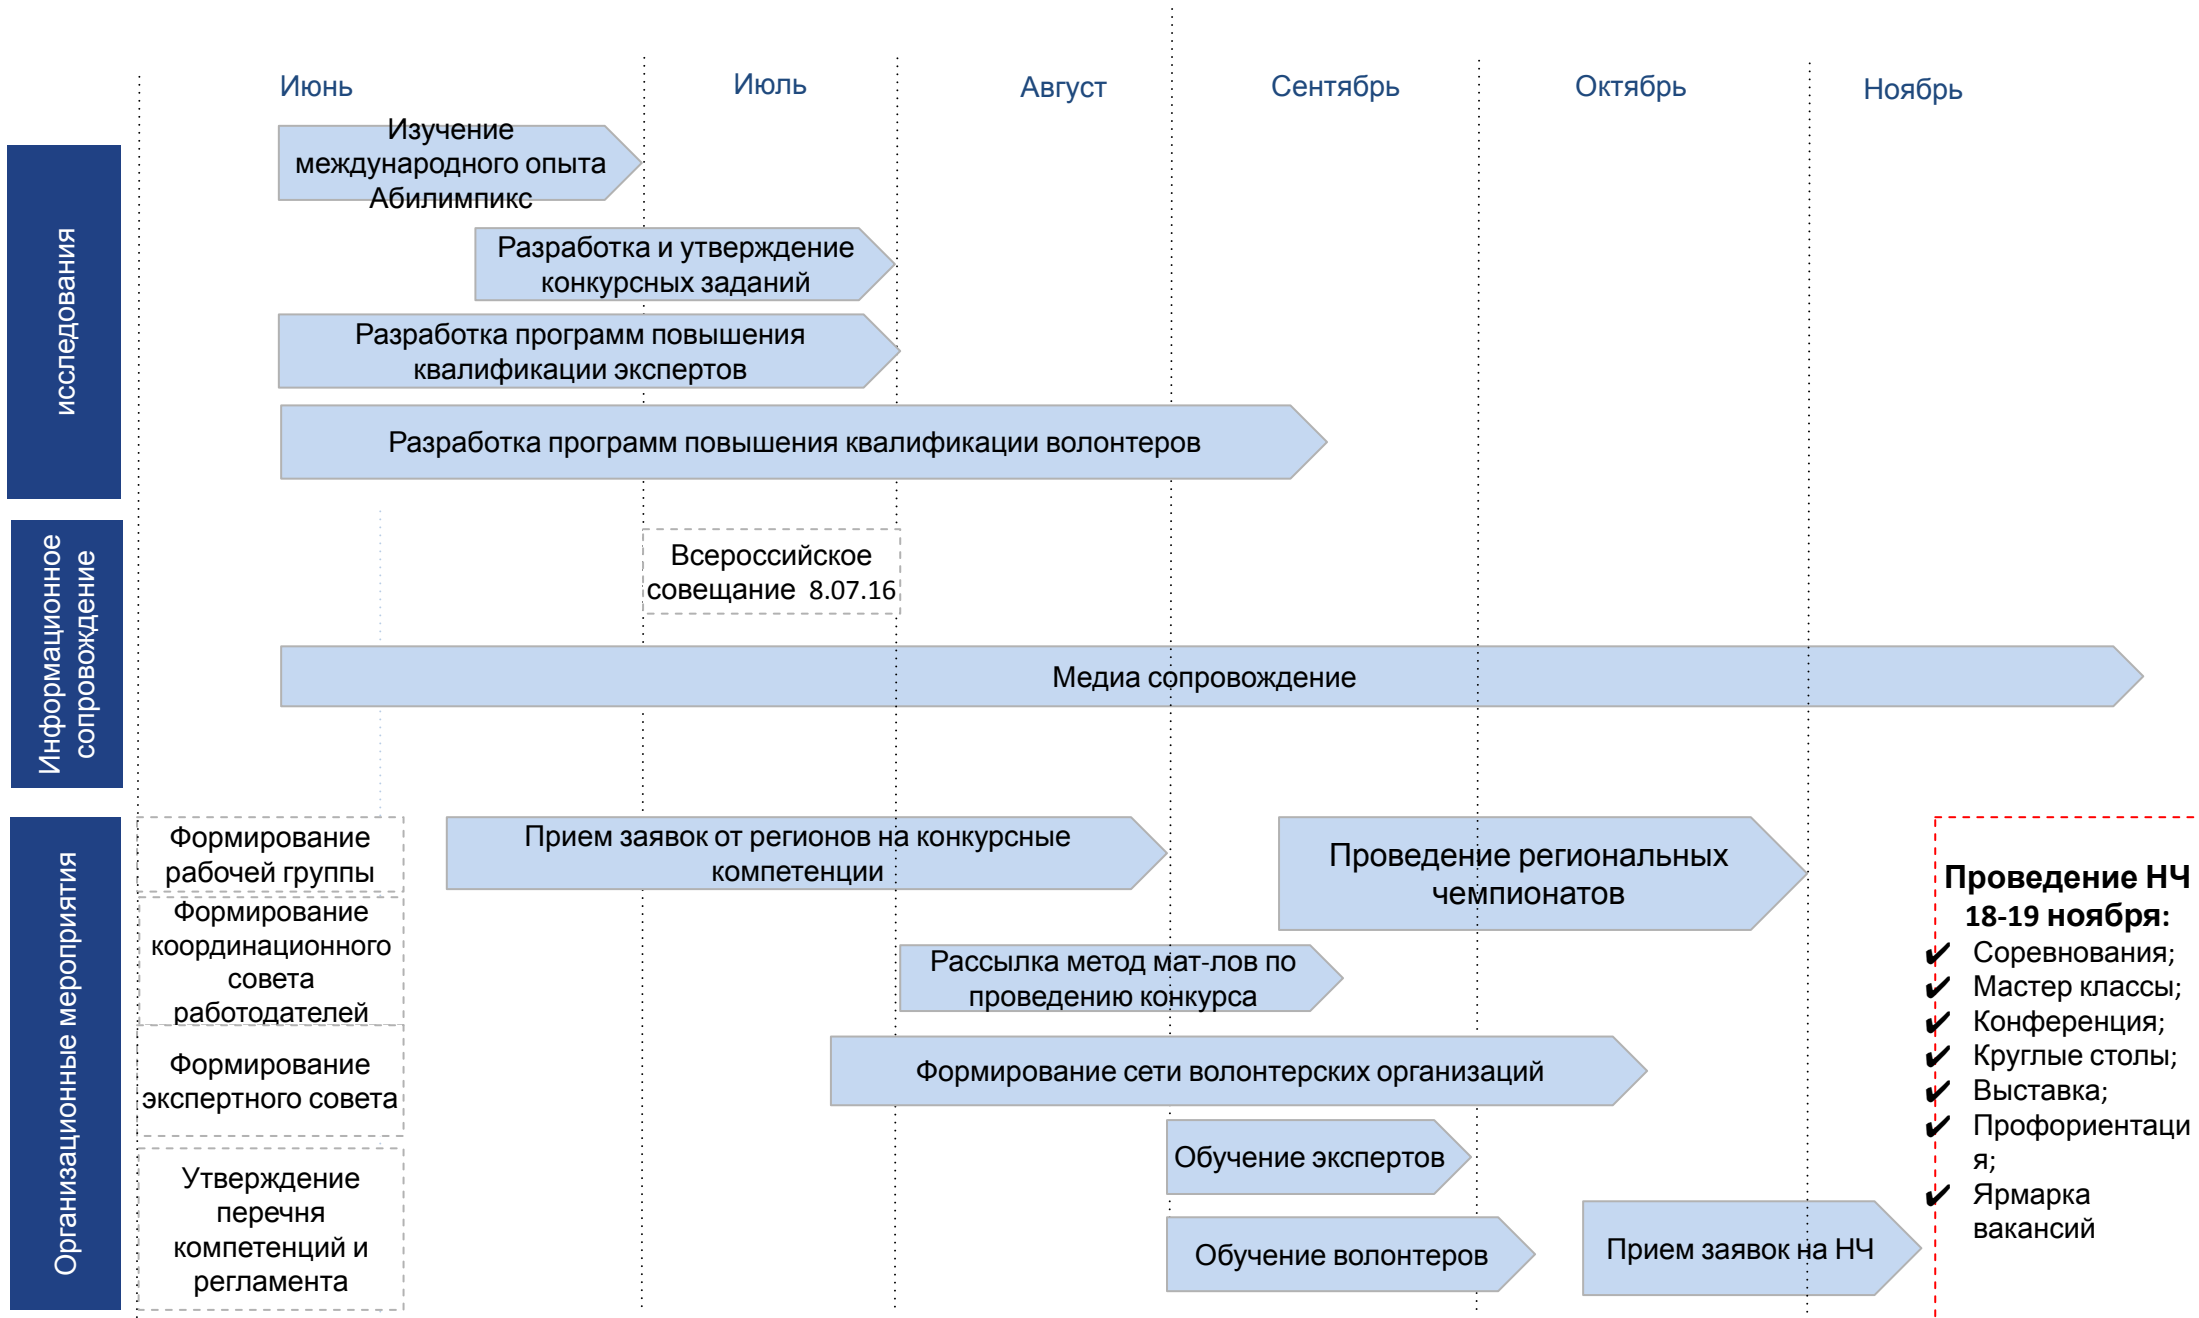 Июнь
Июль
Август
Сентябрь
Октябрь
Ноябрь
исследования
Изучение
международного опыта
Абилимпикс
Разработка и утверждение
конкурсных заданий
Разработка программ повышения
квалификации экспертов
Разработка программ повышения квалификации волонтеров
Информационное
сопровождение
Всероссийское
совещание 8.07.16
Медиа сопровождение
Организационные мероприятия
Формирование
рабочей группы
Формирование
координационного
совета
работодателей
Формирование
экспертного совета
Утверждение
перечня
компетенций и
регламента
Прием заявок от регионов на конкурсные
компетенции
Проведение региональных
чемпионатов
Рассылка метод мат-лов по
проведению конкурса
Формирование сети волонтерских организаций
Обучение экспертов
Обучение волонтеров
Прием заявок на НЧ
Проведение НЧ
18-19 ноября:
✔ Соревнования;
✔ Мастер классы;
✔ Конференция;
✔ Круглые столы;
✔ Выставка;
✔ Профориентаци
я;
✔ Ярмарка
вакансий